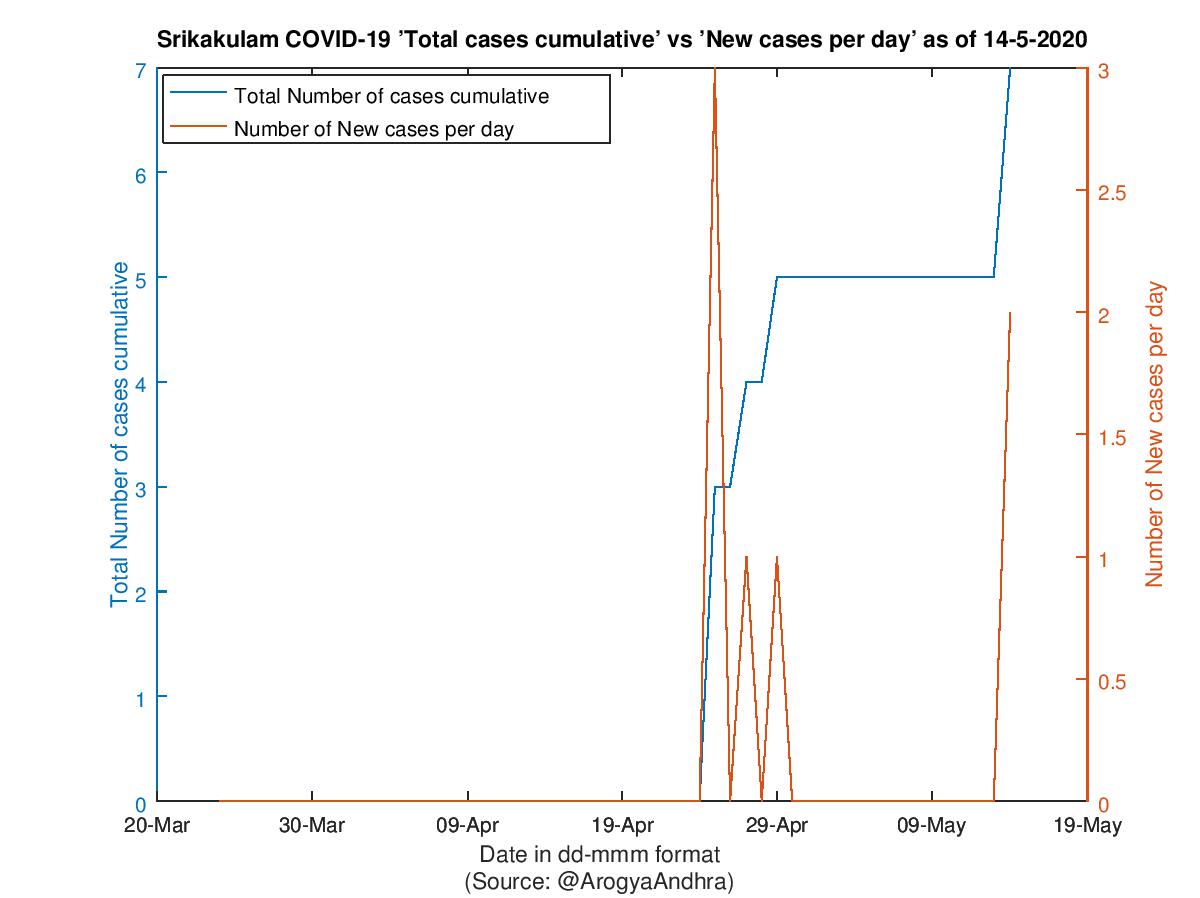 Srikakulam COVID-19 ’Total cases cumulative’ vs ’New cases per day’ as of 14-5-2020
Total Number of cases cumulative
Number of New cases per day
7
6
5
4
3
2
1
0
Total Number of cases cumulative
3
2.5
2
1.5
1
0.5
0
Number of New cases per day
20-Mar 30-Mar 09-Apr 19-Apr 29-Apr 09-May 19-May
Date in dd-mmm format
(Source: @ArogyaAndhra)